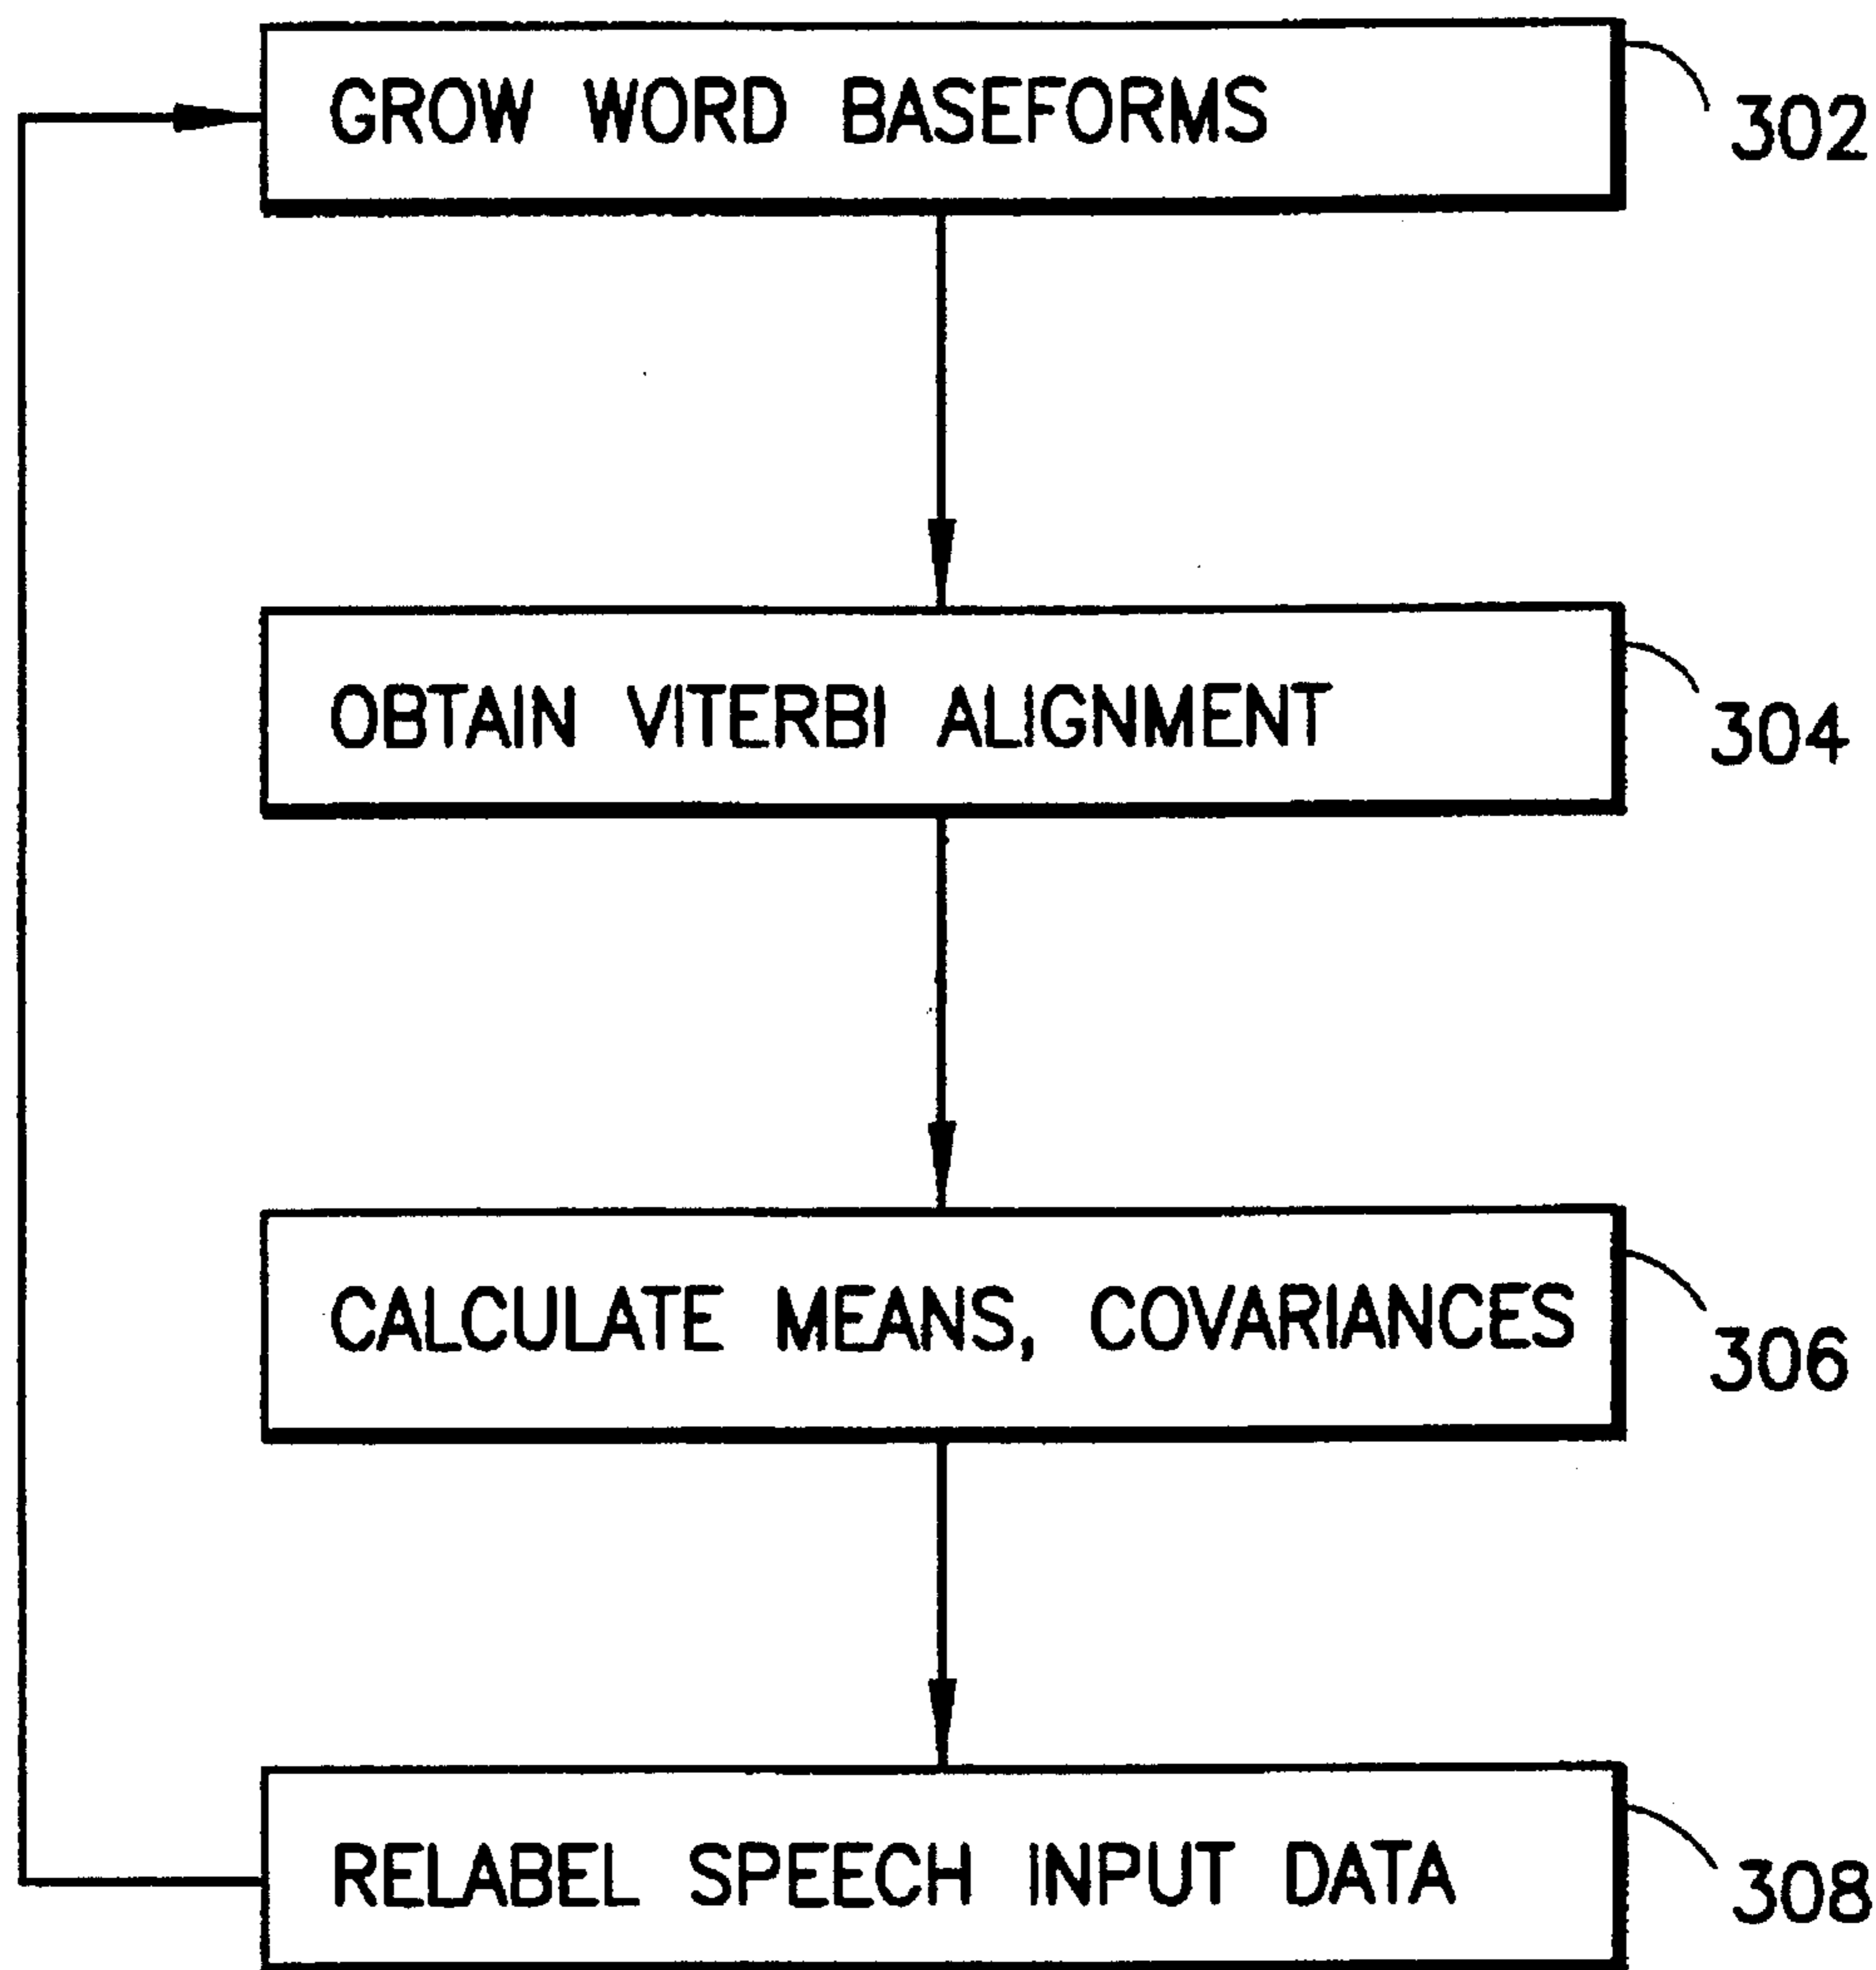 GROW WORD BASEFORMS
302
OBTAIN VITERBI ALIGNMENT
304
CALCULATE MEANS, COVARIANCES
306
RELABEL SPEECH INPUT DATA
308